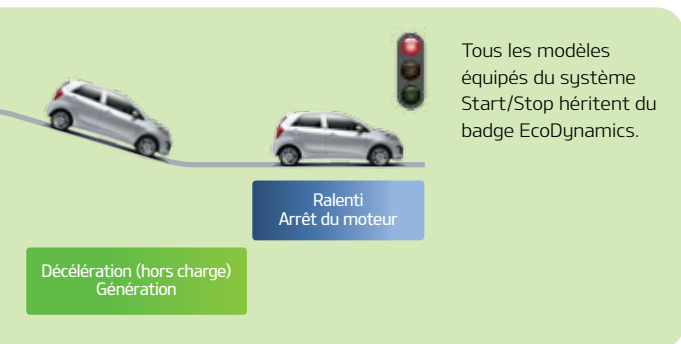 Tous les modèles
équipés du système
Start/Stop héritent du
badge EcoDynamics.
Ralenti
Arrêt du moteur
Décélération (hors charge)
Génération